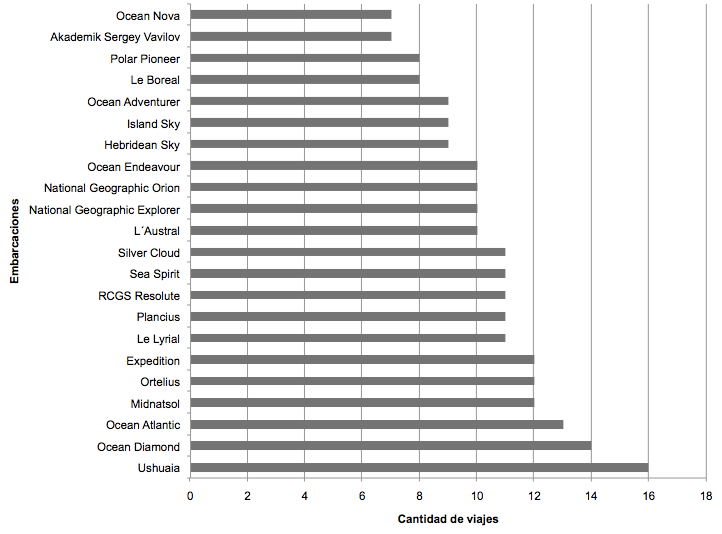 Ocean Nova
Akademik Sergey Vavilov
Polar Pioneer
Le Boreal
Ocean Adventurer
Island Sky
Hebridean Sky
Ocean Endeavour
National Geographic Orion
National Geographic Explorer
L´Austral
Silver Cloud
Sea Spirit
RCGS Resolute
Plancius
Le Lyrial
Expedition
Ortelius
Midnatsol
Ocean Atlantic
Ocean Diamond
Ushuaia
Embarcaciones
0 2 4 6 8 10 12 14 16 18
Cantidad de viajes